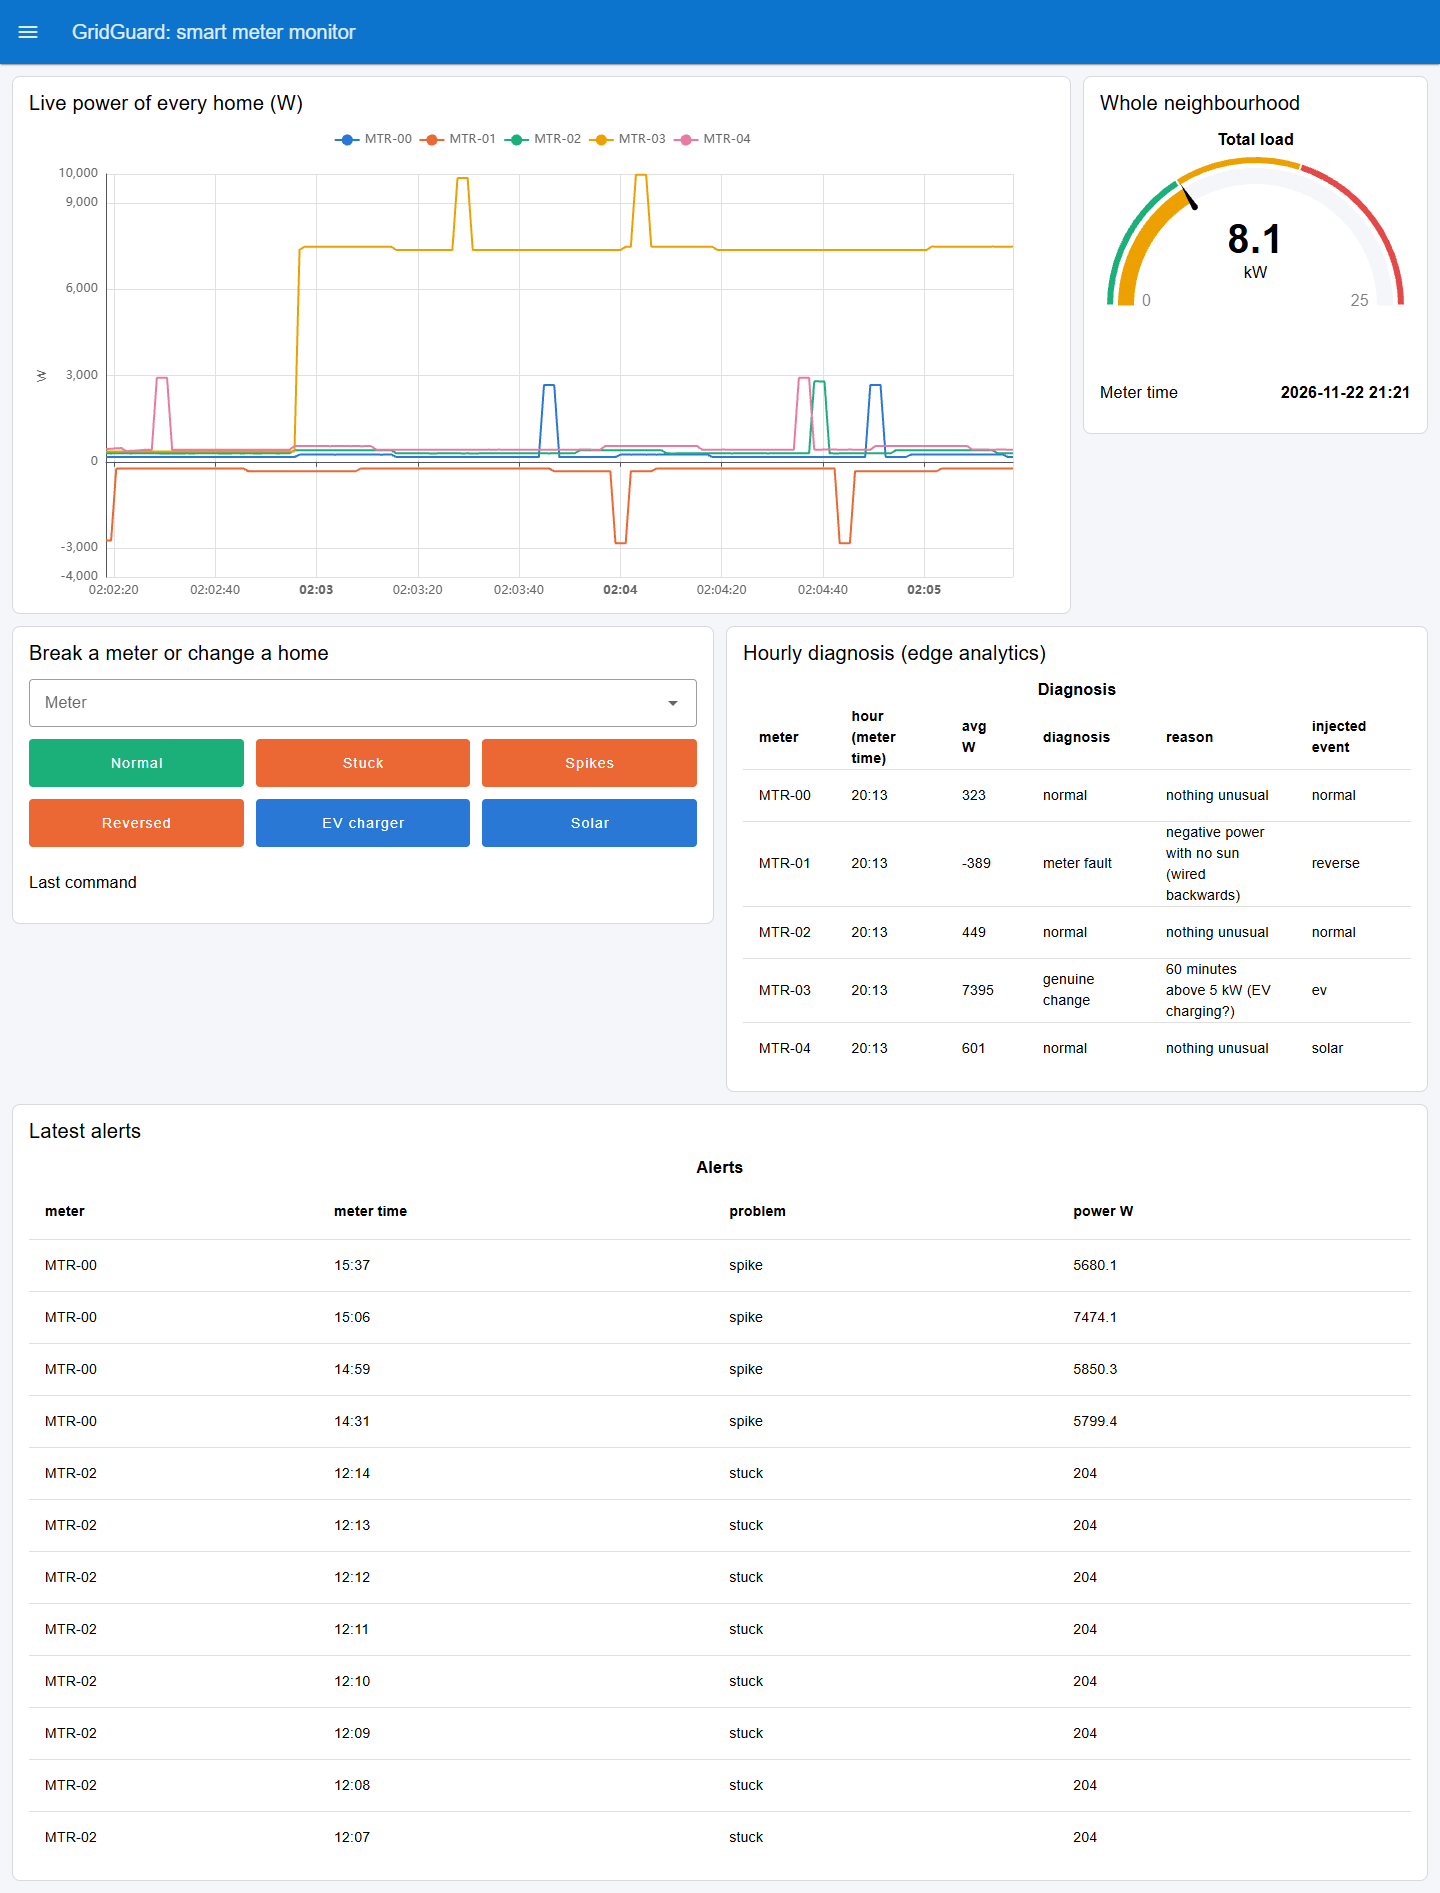 GridGuard: smart meter monitor
Live power of every home (W)
MTR-00 MTR-01 MTR-02 MTR-03 MTR-04
10,000
9,000
6,000
3,000
0
-3,000
-4,000
W
02:02:20 02:02:40 02:03 02:03:20 02:03:40 02:04 02:04:20 02:04:40 02:05
Whole neighbourhood
Total load
8.1
kW
0 25
Meter time 2026-11-22 21:21
Break a meter or change a home
Meter
Normal Stuck Spikes
Reversed EV charger Solar
Last command
Hourly diagnosis (edge analytics)
Diagnosis
meter hour (meter time) avg W diagnosis reason injected event
MTR-00 20:13 323 normal nothing unusual normal
MTR-01 20:13 -389 meter fault negative power with no sun (wired backwards) reverse
MTR-02 20:13 449 normal nothing unusual normal
MTR-03 20:13 7395 genuine change 60 minutes above 5 kW (EV charging?) ev
MTR-04 20:13 601 normal nothing unusual solar
Latest alerts
Alerts
meter meter time problem power W
MTR-00 15:37 spike 5680.1
MTR-00 15:06 spike 7474.1
MTR-00 14:59 spike 5850.3
MTR-00 14:31 spike 5799.4
MTR-02 12:14 stuck 204
MTR-02 12:13 stuck 204
MTR-02 12:12 stuck 204
MTR-02 12:11 stuck 204
MTR-02 12:10 stuck 204
MTR-02 12:09 stuck 204
MTR-02 12:08 stuck 204
MTR-02 12:07 stuck 204